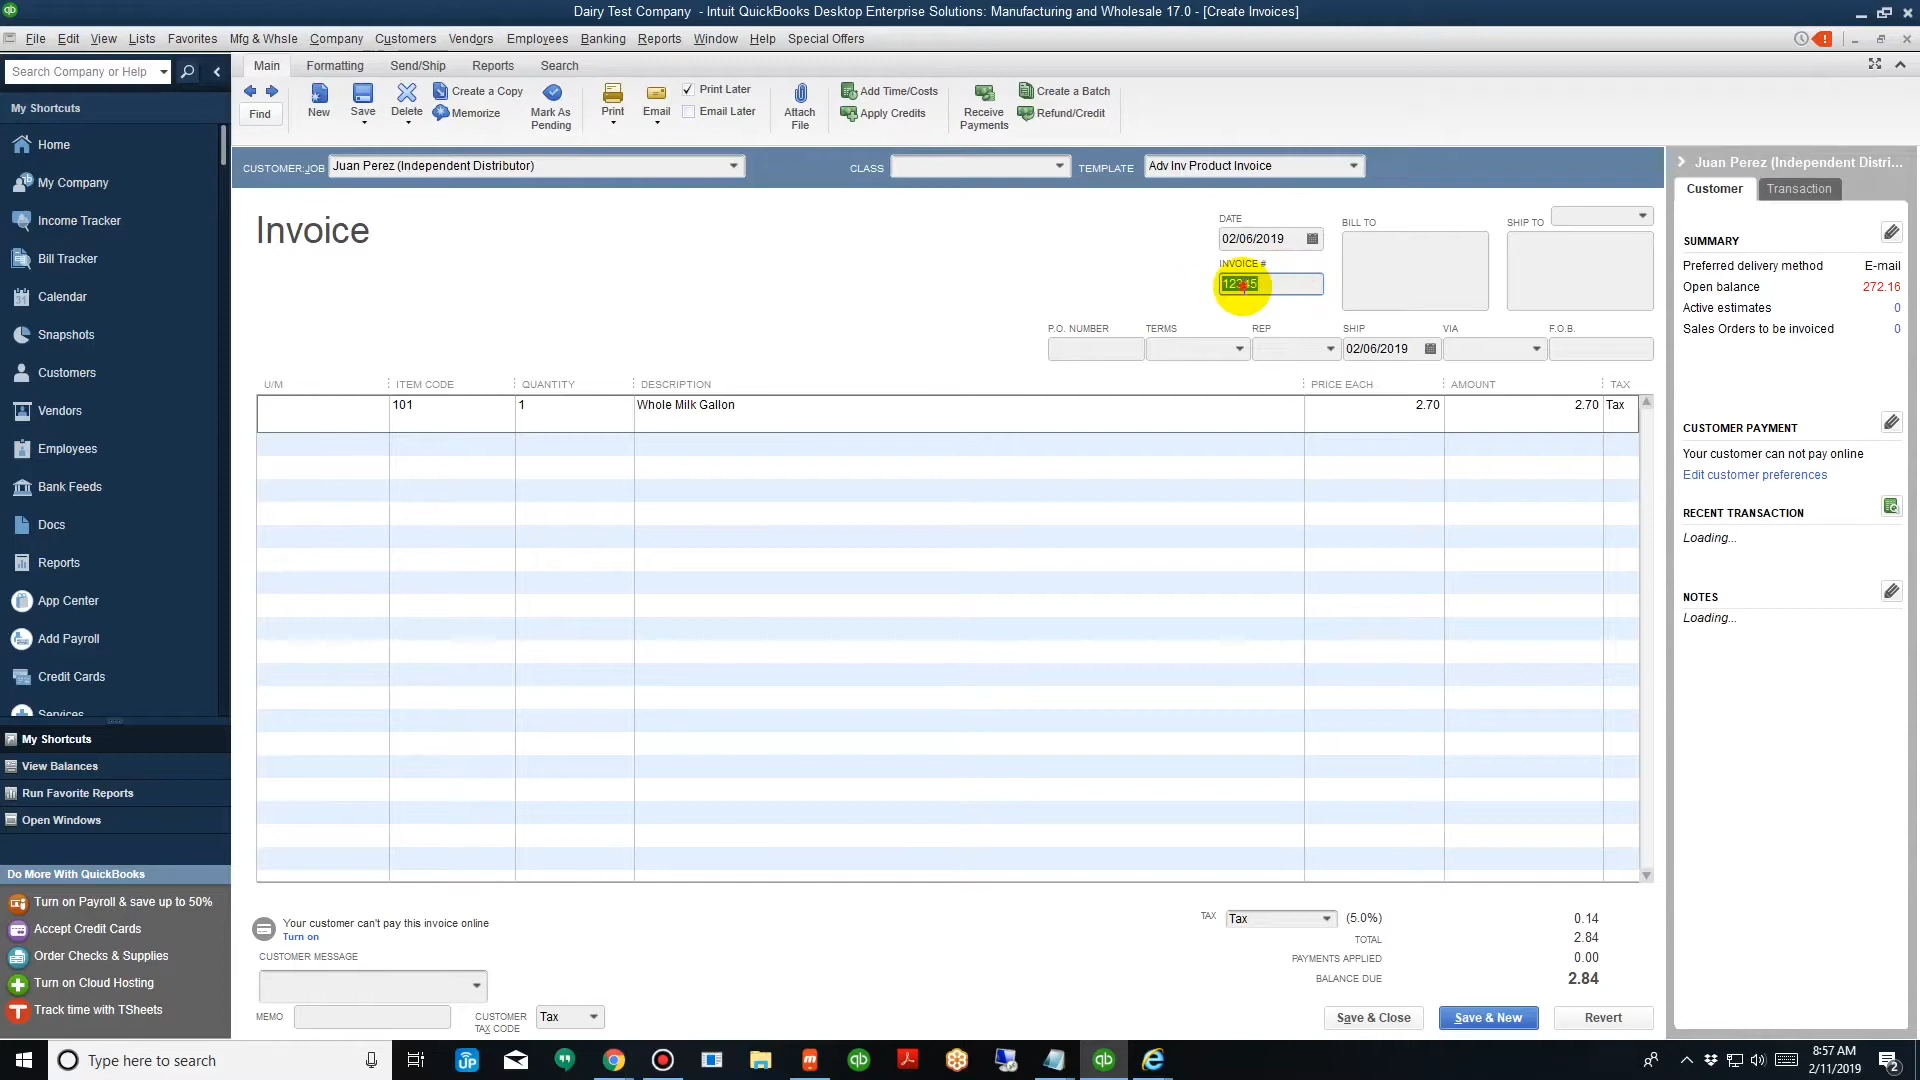 Dairy Test Company - Intuit QuickBooks Desktop Enterprise Solutions: Manufacturing and Wholesale 17.0 - [Create Invoices]
File Edit View Lists Favorites Mfg & Whsle Company Customers Vendors Employees Banking Reports Window Help Special Offers
Search Company or Help
My Shortcuts
Home
My Company
Income Tracker
Bill Tracker
Calendar
Snapshots
Customers
Vendors
Employees
Bank Feeds
Docs
Reports
App Center
Add Payroll
Credit Cards
Services
My Shortcuts
View Balances
Run Favorite Reports
Open Windows
Do More With QuickBooks
Turn on Payroll & save up to 50%
Accept Credit Cards
Order Checks & Supplies
Turn on Cloud Hosting
Track time with TSheets
Main Formatting Send/Ship Reports Search
Find
New
Save
Delete
Create a Copy
Memorize
Mark As
Pending
Print
Email
Print Later
Email Later
Attach
File
Add Time/Costs
Apply Credits
Receive
Payments
Create a Batch
Refund/Credit
CUSTOMER:JOB Juan Perez (Independent Distributor) CLASS TEMPLATE Adv Inv Product Invoice
Invoice
DATE
02/06/2019
INVOICE #
12345
BILL TO
SHIP TO
P.O. NUMBER TERMS REP SHIP VIA F.O.B.
02/06/2019
U/M ITEM CODE QUANTITY DESCRIPTION PRICE EACH AMOUNT TAX
101 1 Whole Milk Gallon 2.70 2.70 Tax
Your customer can't pay this invoice online
Turn on
CUSTOMER MESSAGE
MEMO
CUSTOMER
TAX CODE
Tax
TAX Tax (5.0%) 0.14
TOTAL 2.84
PAYMENTS APPLIED 0.00
BALANCE DUE 2.84
Save & Close Save & New Revert
Juan Perez (Independent Distri...
Customer Transaction
SUMMARY
Preferred delivery method E-mail
Open balance 272.16
Active estimates 0
Sales Orders to be invoiced 0
CUSTOMER PAYMENT
Your customer can not pay online
Edit customer preferences
RECENT TRANSACTION
Loading...
NOTES
Loading...
Type here to search
UP
qb
qb
8:57 AM
2/11/2019
2